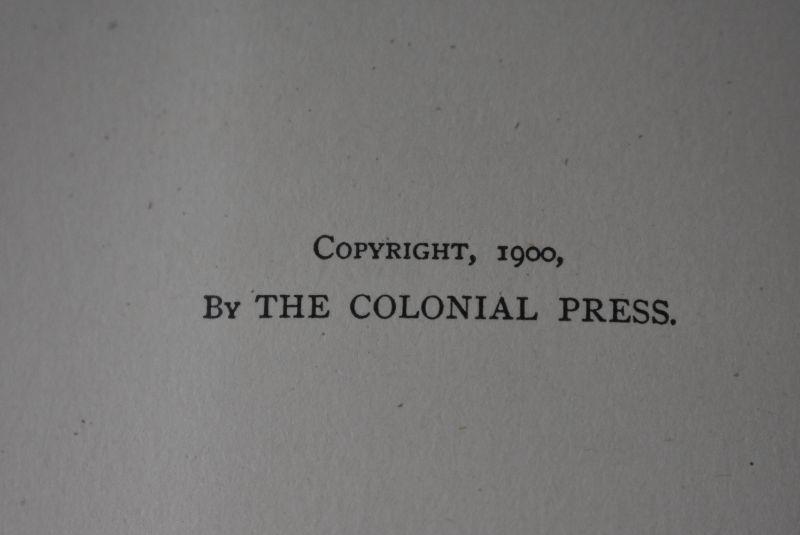 Copyright, 1900,
By THE COLONIAL PRESS.